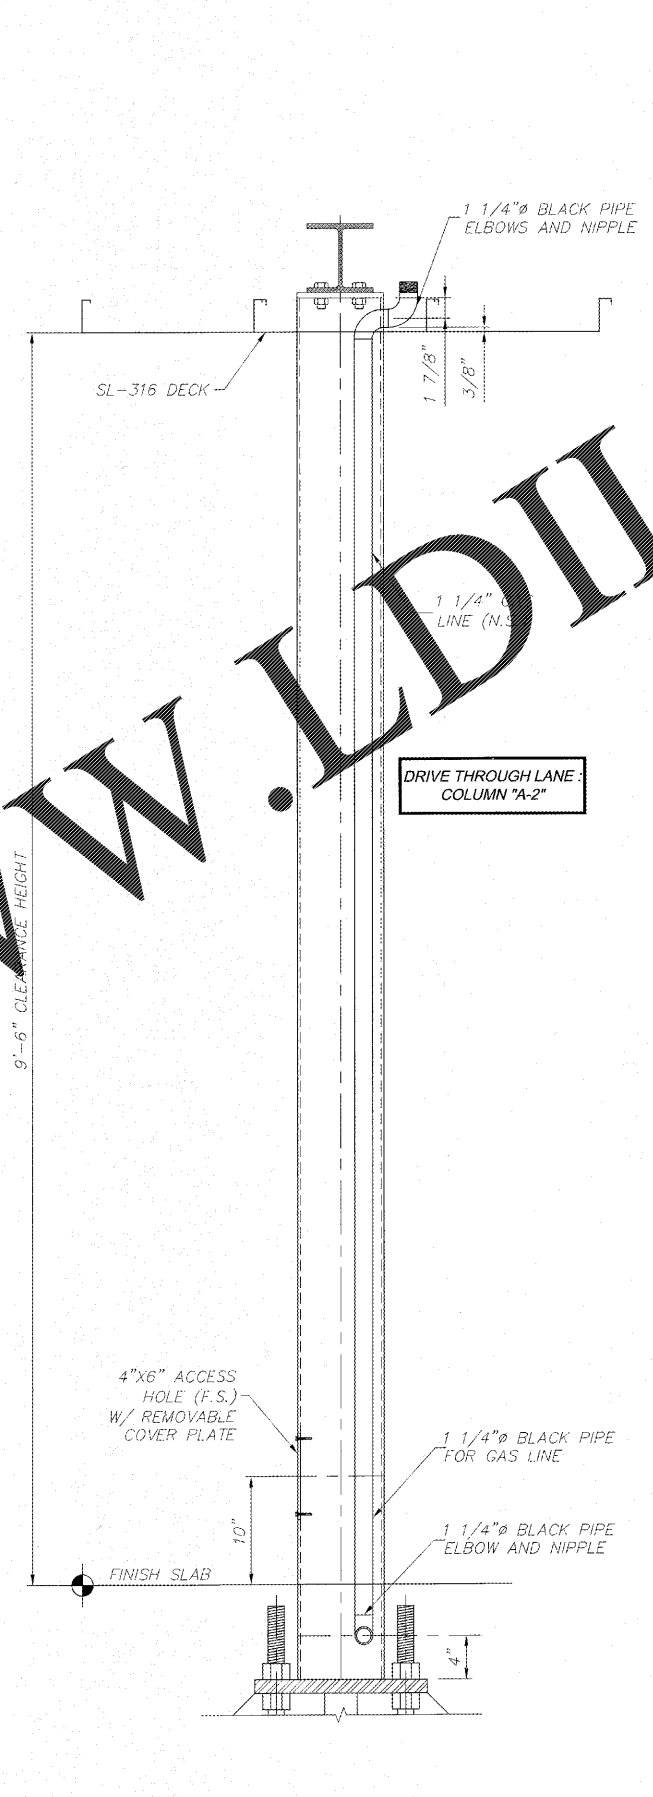 1 1/4"ø BLACK PIPE
ELBOWS AND NIPPLE
SL-316 DECK
1 7/8"
3/8"
1 1/4"
LINE (N.S
W.LDI
DRIVE THROUGH LANE :
COLUMN "A-2"
9'-6" CLEARANCE HEIGHT
4"X6" ACCESS
HOLE (F.S.)
W/ REMOVABLE
COVER PLATE
1 1/4"ø BLACK PIPE
FOR GAS LINE
10"
1 1/4"ø BLACK PIPE
ELBOW AND NIPPLE
FINISH SLAB
4"